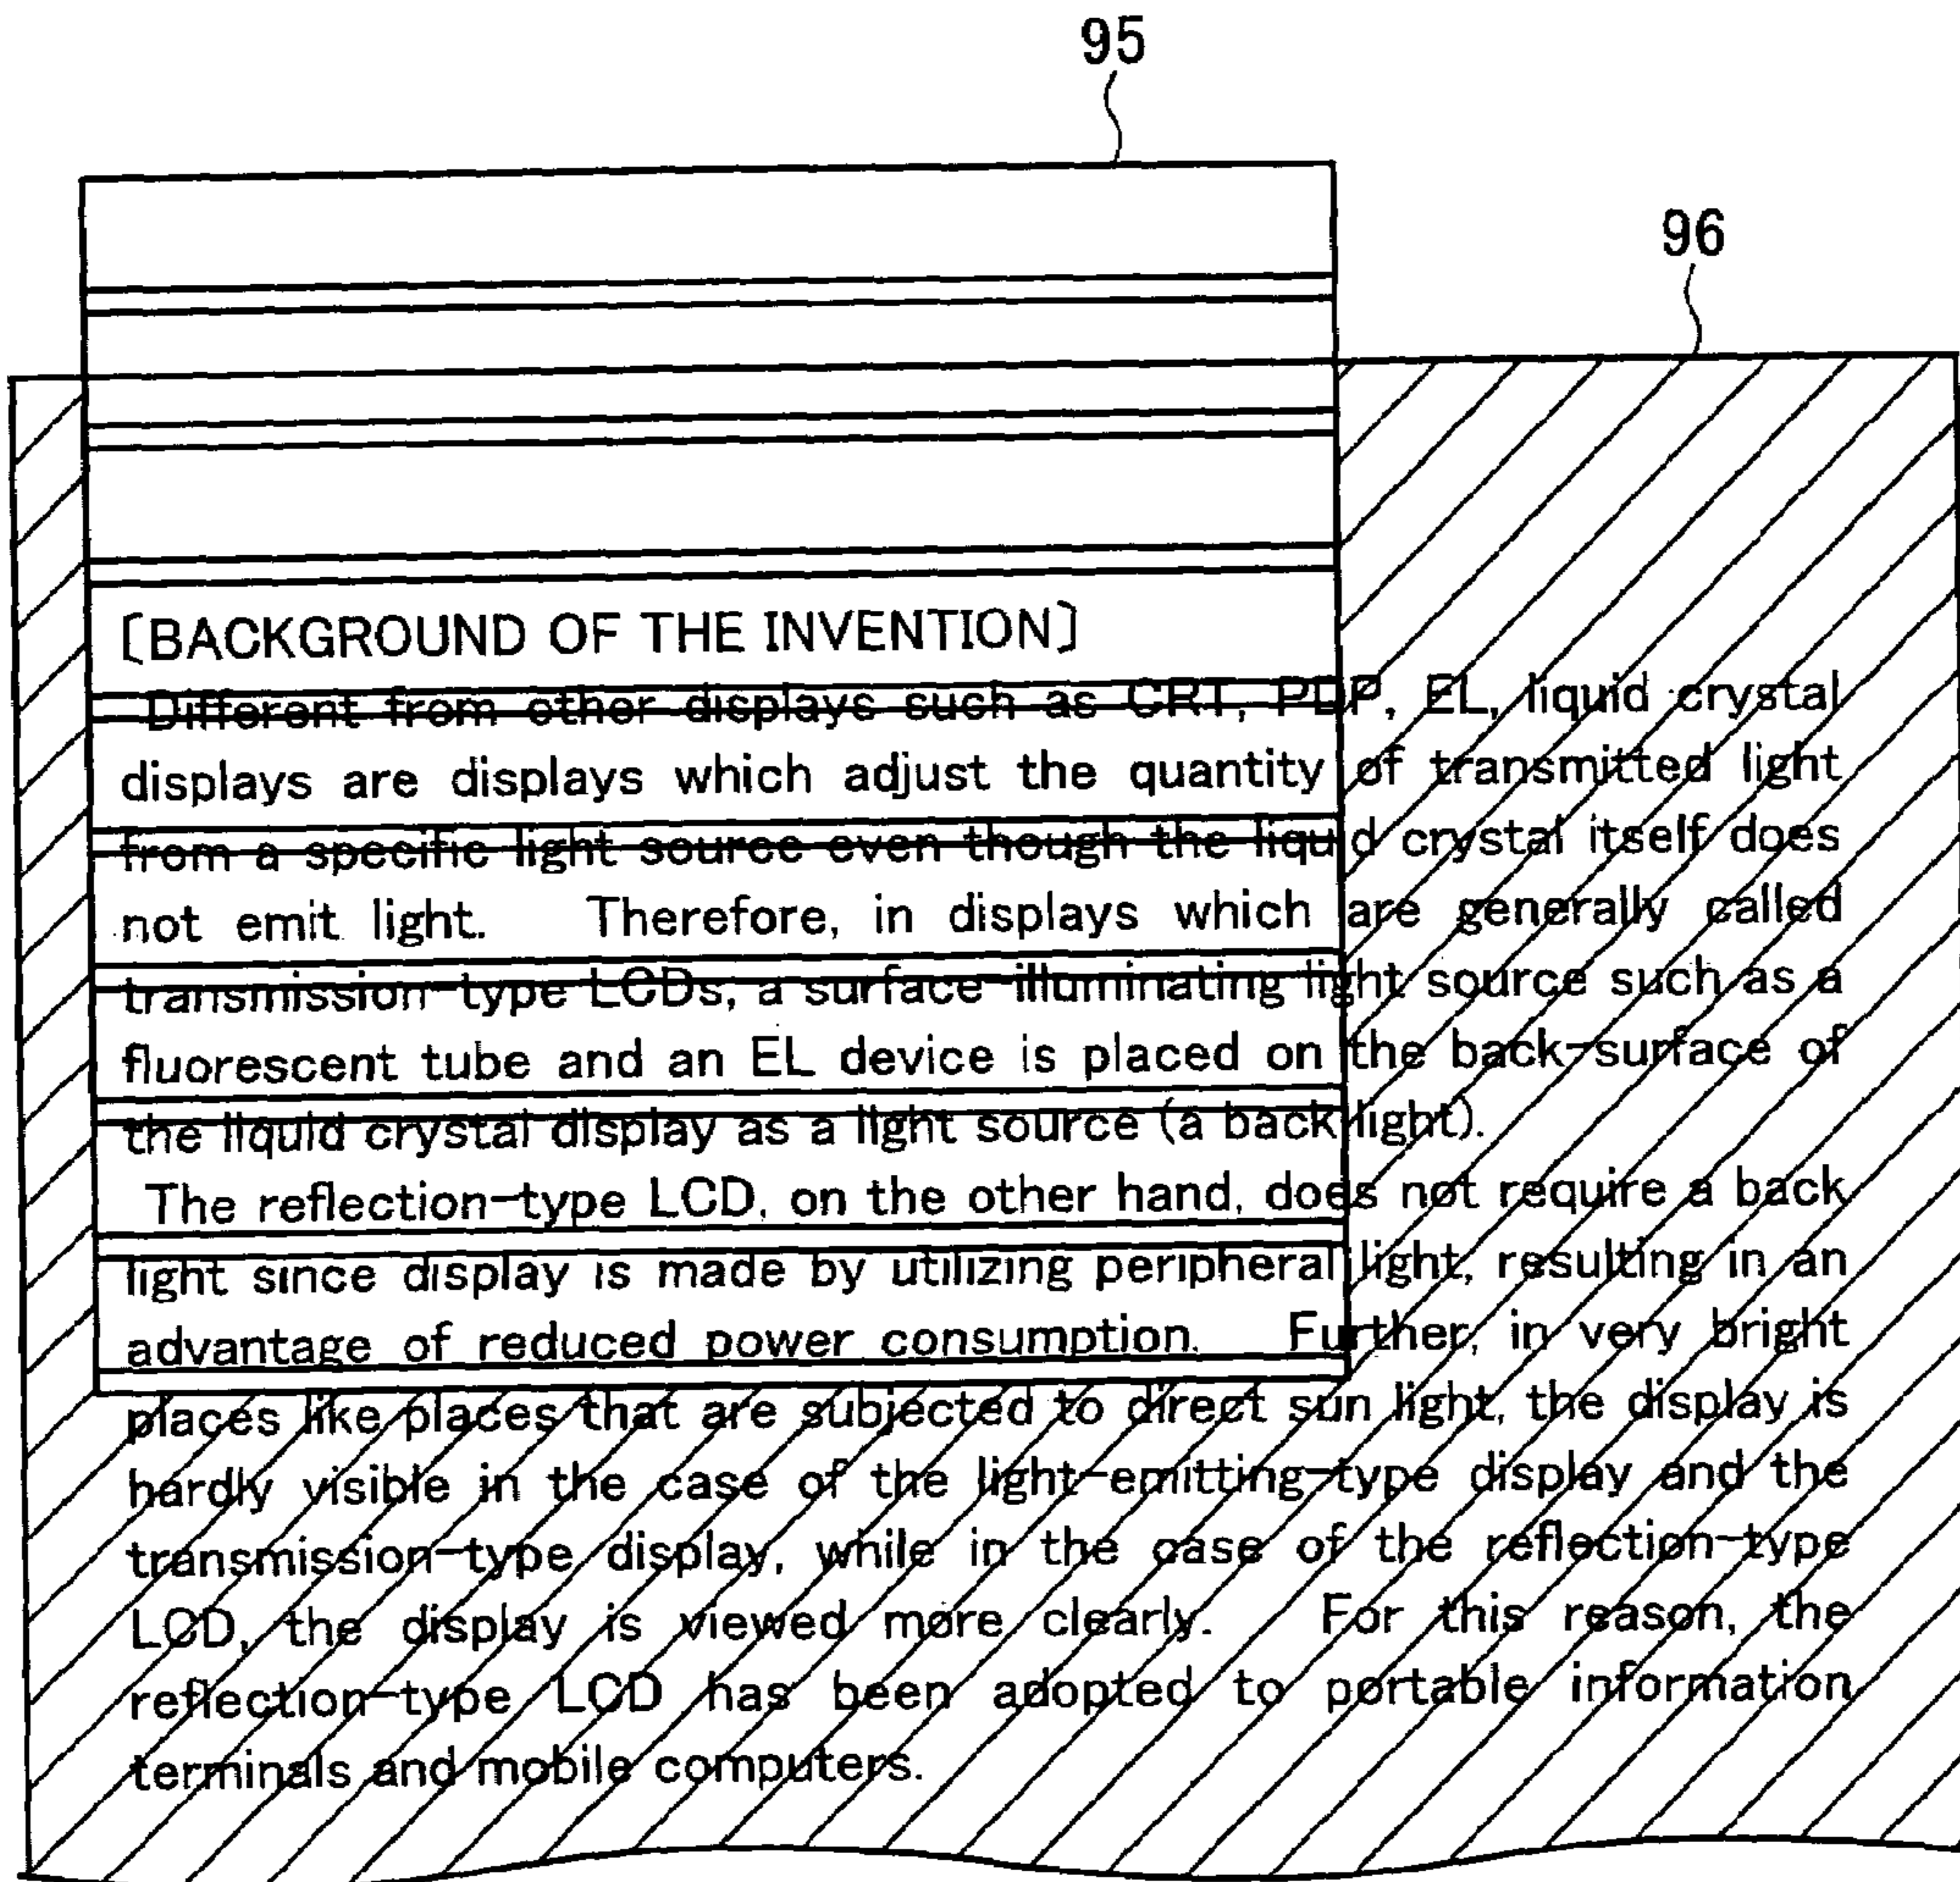 95
96
〔BACKGROUND OF THE INVENTION〕
Different from other displays such as CRT, PDP, EL, liquid crystal
displays are displays which adjust the quantity of transmitted light
from a specific light source even though the liquid crystal itself does
not emit light. Therefore, in displays which are generally called
transmission-type LCDs, a surface-illuminating light source such as a
fluorescent tube and an EL device is placed on the back-surface of
the liquid crystal display as a light source (a back light).
The reflection-type LCD, on the other hand, does not require a back
light since display is made by utilizing peripheral light, resulting in an
advantage of reduced power consumption. Further, in very bright
places like places that are subjected to direct sun light, the display is
hardly visible in the case of the light-emitting-type display and the
transmission-type display, while in the case of the reflection-type
LCD, the display is viewed more clearly. For this reason, the
reflection-type LCD has been adopted to portable information
terminals and mobile computers.